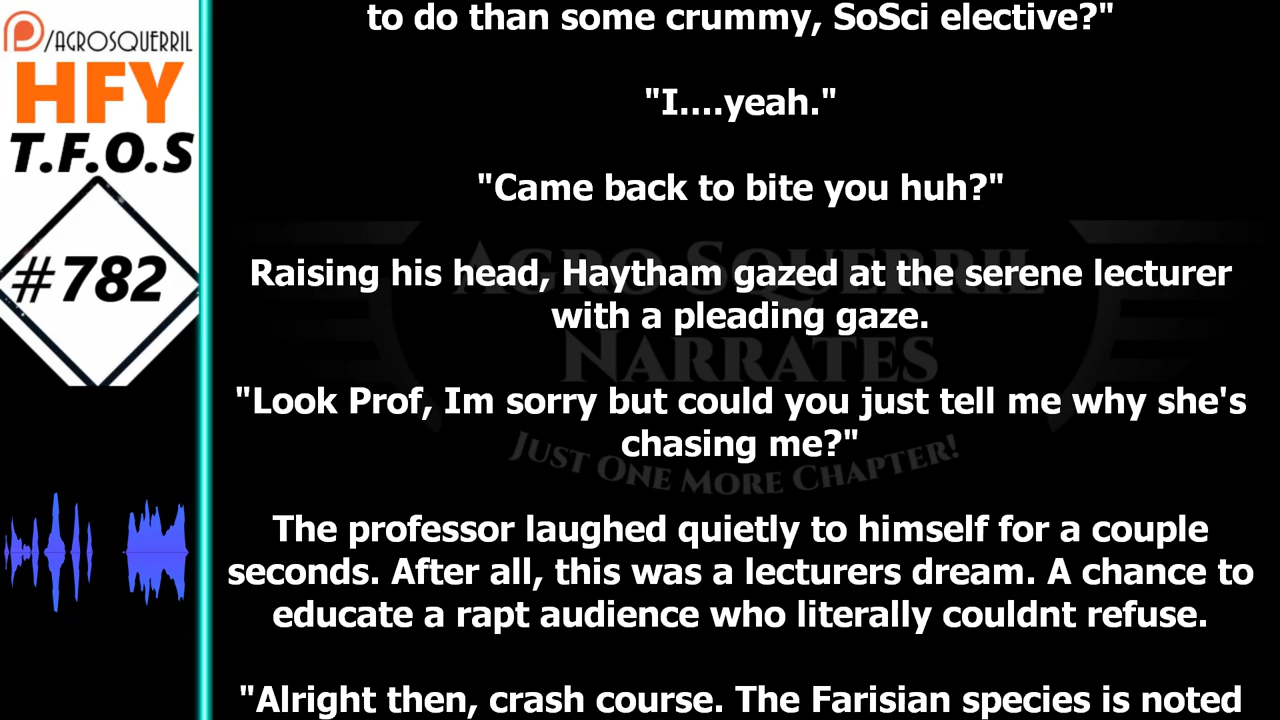 /AGROSQUERRIL
HFY
T.F.O.S
#782
AGRO SQUERRIL
NARRATES
JUST ONE MORE CHAPTER!
to do than some crummy, SoSci elective?"
"I....yeah."
"Came back to bite you huh?"
Raising his head, Haytham gazed at the serene lecturer
with a pleading gaze.
"Look Prof, Im sorry but could you just tell me why she's
chasing me?"
The professor laughed quietly to himself for a couple
seconds. After all, this was a lecturers dream. A chance to
educate a rapt audience who literally couldnt refuse.
"Alright then, crash course. The Farisian species is noted